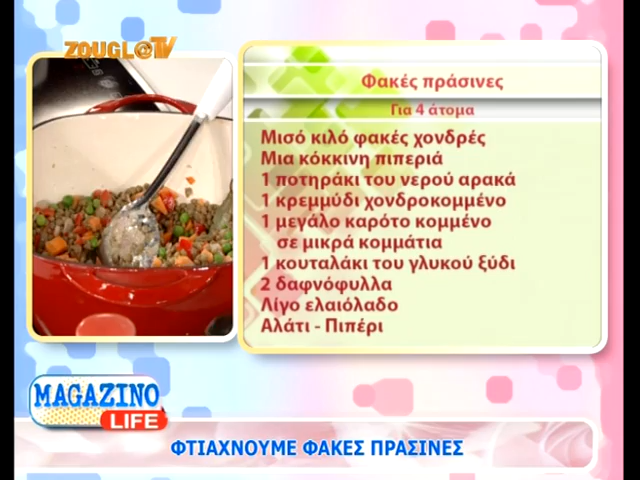 ZOUGL@TV
Φακές πράσινες
Για 4 άτομα
Μισό κιλό φακές χονδρές
Μια κόκκινη πιπεριά
1 ποτηράκι του νερού αρακά
1 κρεμμύδι χονδροκομμένο
1 μεγάλο καρότο κομμένο
σε μικρά κομμάτια
1 κουταλάκι του γλυκού ξύδι
2 δαφνόφυλλα
Λίγο ελαιόλαδο
Αλάτι - Πιπέρι
MAGAZINO
LIFE
ΦΤΙΑΧΝΟΥΜΕ ΦΑΚΕΣ ΠΡΑΣΙΝΕΣ